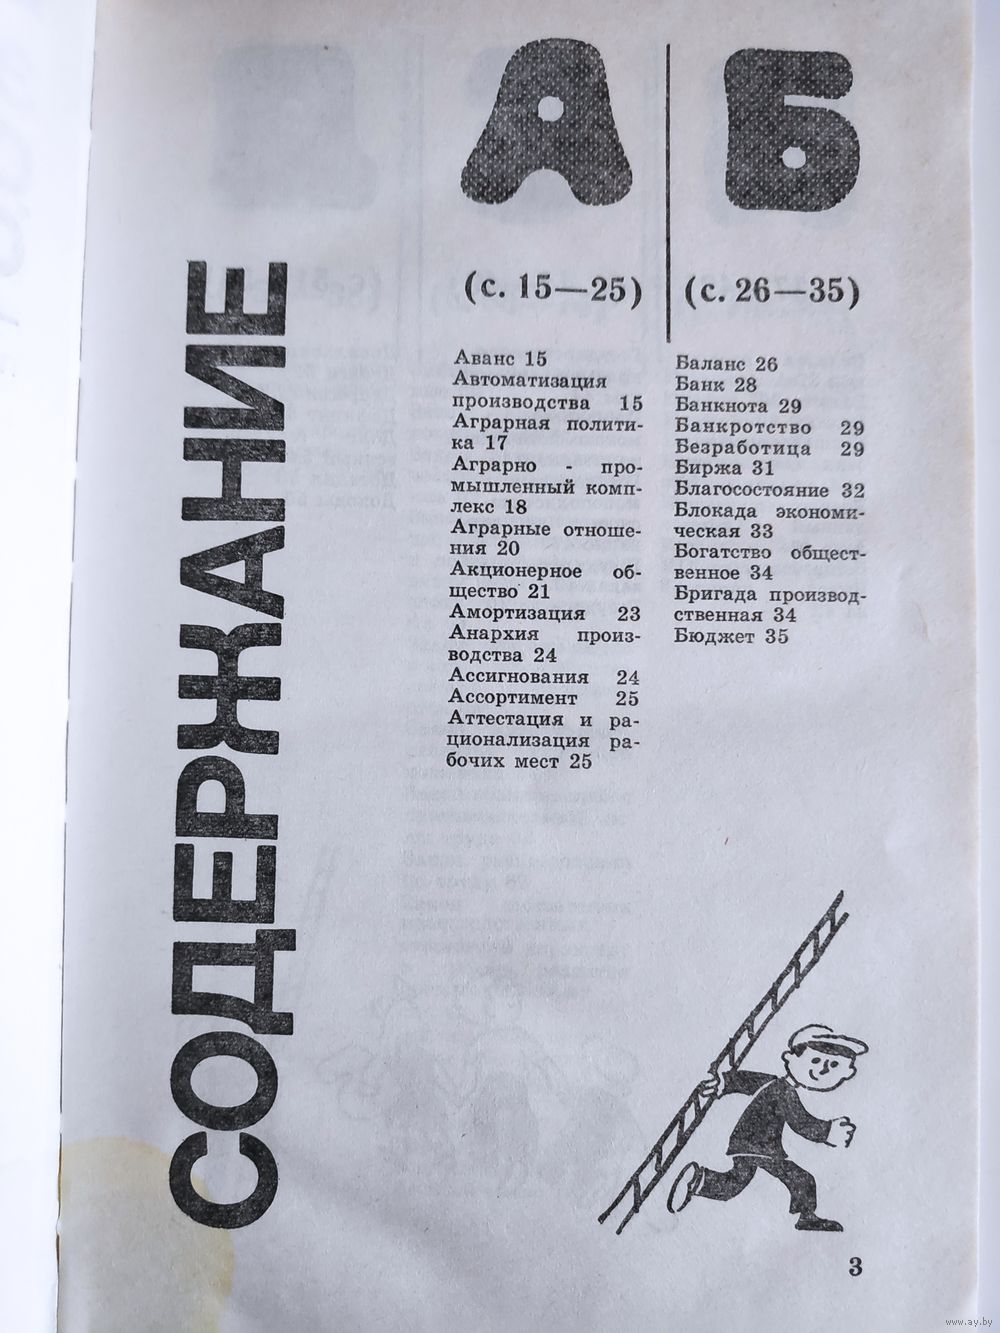 СОДЕРЖАНИЕ
А
(с. 15—25)
Аванс 15
Автоматизация
производства 15
Аграрная полити-
ка 17
Аграрно - про-
мышленный комп-
лекс 18
Аграрные отноше-
ния 20
Акционерное об-
щество 21
Амортизация 23
Анархия произ-
водства 24
Ассигнования 24
Ассортимент 25
Аттестация и ра-
ционализация ра-
бочих мест 25
Б
(с. 26—35)
Баланс 26
Банк 28
Банкнота 29
Банкротство 29
Безработица 29
Биржа 31
Благосостояние 32
Блокада экономи-
ческая 33
Богатство общест-
венное 34
Бригада производ-
ственная 34
Бюджет 35
3
www.ay.by